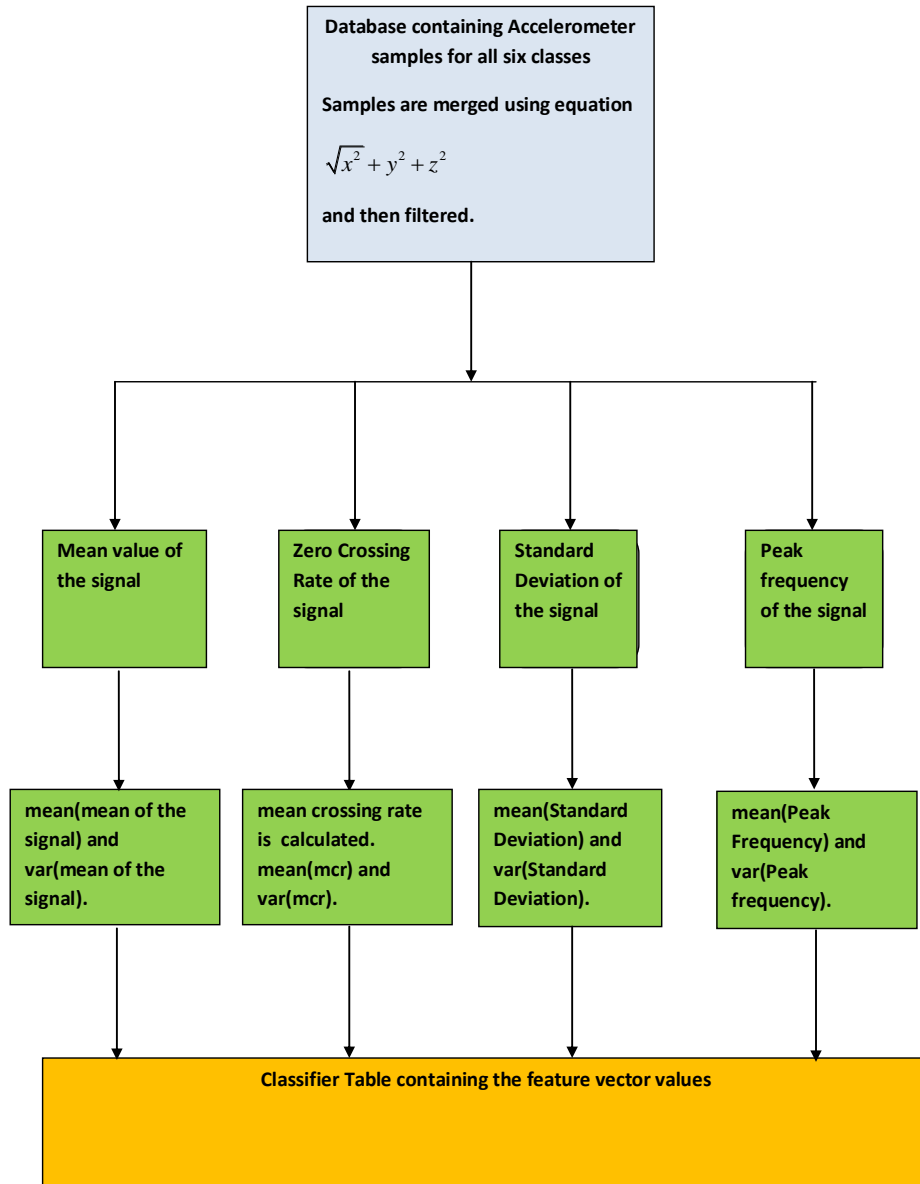 Database containing Accelerometer
samples for all six classes
Samples are merged using equation
√x² + y² + z²
and then filtered.
Mean value of
the signal
Zero Crossing
Rate of the
signal
Standard
Deviation of
the signal
Peak
frequency
of the signal
mean(mean of the
signal) and
var(mean of the
signal).
mean crossing rate
is calculated.
mean(mcr) and
var(mcr).
mean(Standard
Deviation) and
var(Standard
Deviation).
mean(Peak
Frequency) and
var(Peak
frequency).
Classifier Table containing the feature vector values